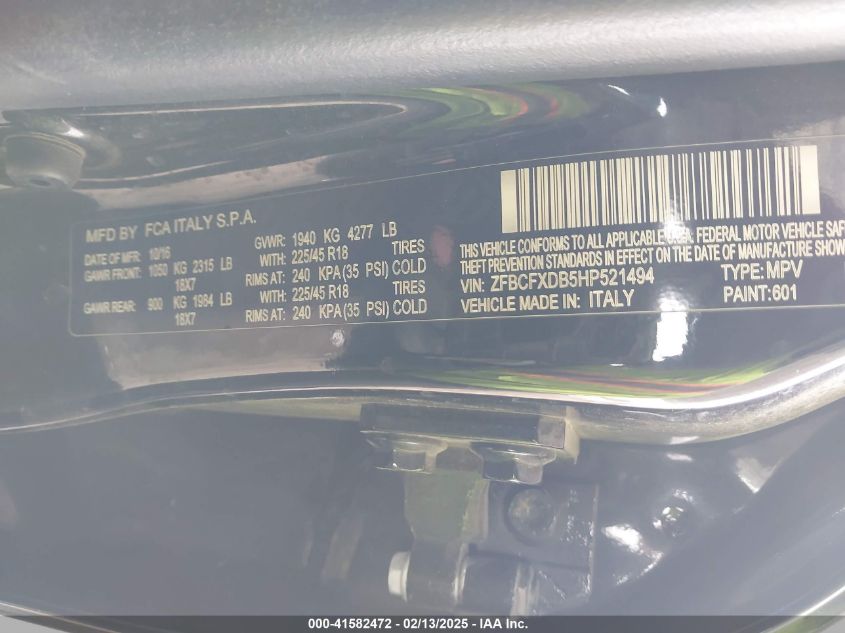 MFD BY FCA ITALY S.P.A.
DATE OF MFR 10/16 GVWR: 1940 KG 4277 LB
GAWR FRONT: 1050 KG 2315 LB WITH: 225/45 R18 TIRES
18X7 RIMS AT: 240 KPA (35 PSI) COLD
GAWR REAR: 900 KG 1984 LB WITH: 225/45 R18 TIRES
18X7 RIMS AT: 240 KPA (35 PSI) COLD
THIS VEHICLE CONFORMS TO ALL APPLICABLE U.S.A. FEDERAL MOTOR VEHICLE SAFE
THEFT PREVENTION STANDARDS IN EFFECT ON THE DATE OF MANUFACTURE SHOW
VIN: ZFBCFXDB5HP521494 TYPE: MPV
VEHICLE MADE IN: ITALY PAINT:601
000-41582472 - 02/13/2025 - IAA Inc.